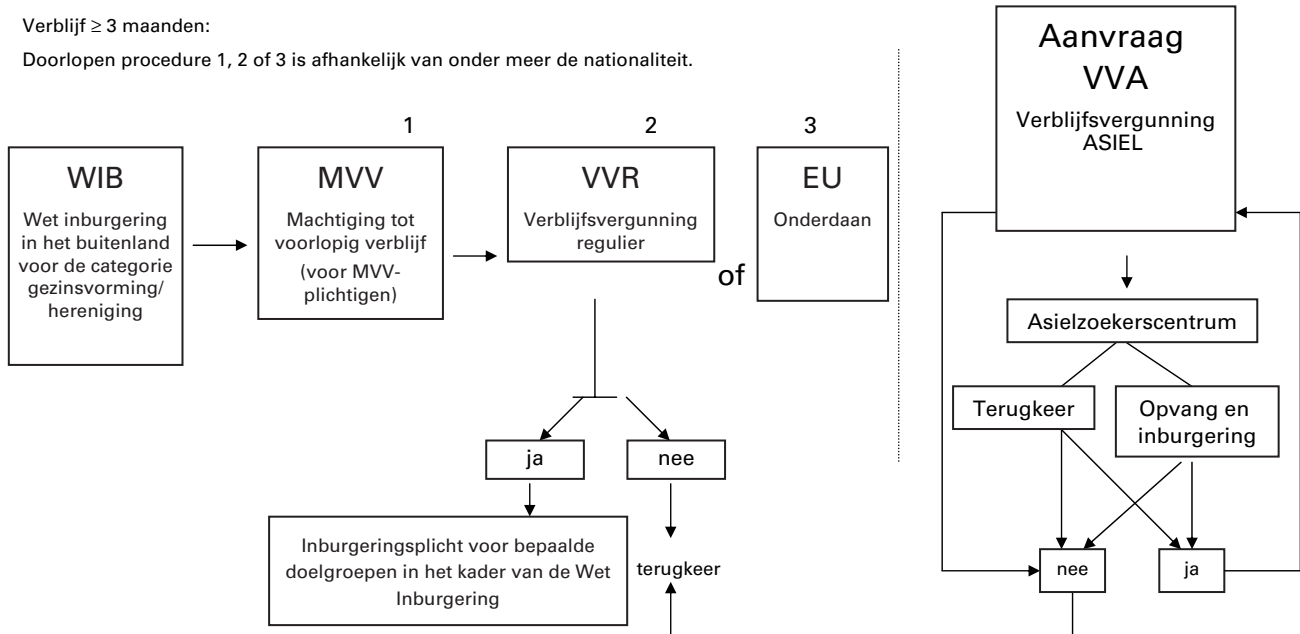 Verblijf ≥ 3 maanden:
Doorlopen procedure 1, 2 of 3 is afhankelijk van onder meer de nationaliteit.
1
2
3
WIB
Wet inburgering
in het buitenland
voor de categorie
gezinsvorming/
hereniging
MVV
Machtiging tot
voorlopig verblijf
(voor MVV-
plichtigen)
VVR
Verblijfsvergunning
regulier
of
EU
Onderdaan
ja
nee
Inburgeringsplicht voor bepaalde
doelgroepen in het kader van de Wet
Inburgering
terugkeer
Aanvraag
VVA
Verblijfsvergunning
ASIEL
Asielzoekerscentrum
Terugkeer
Opvang en
inburgering
nee
ja